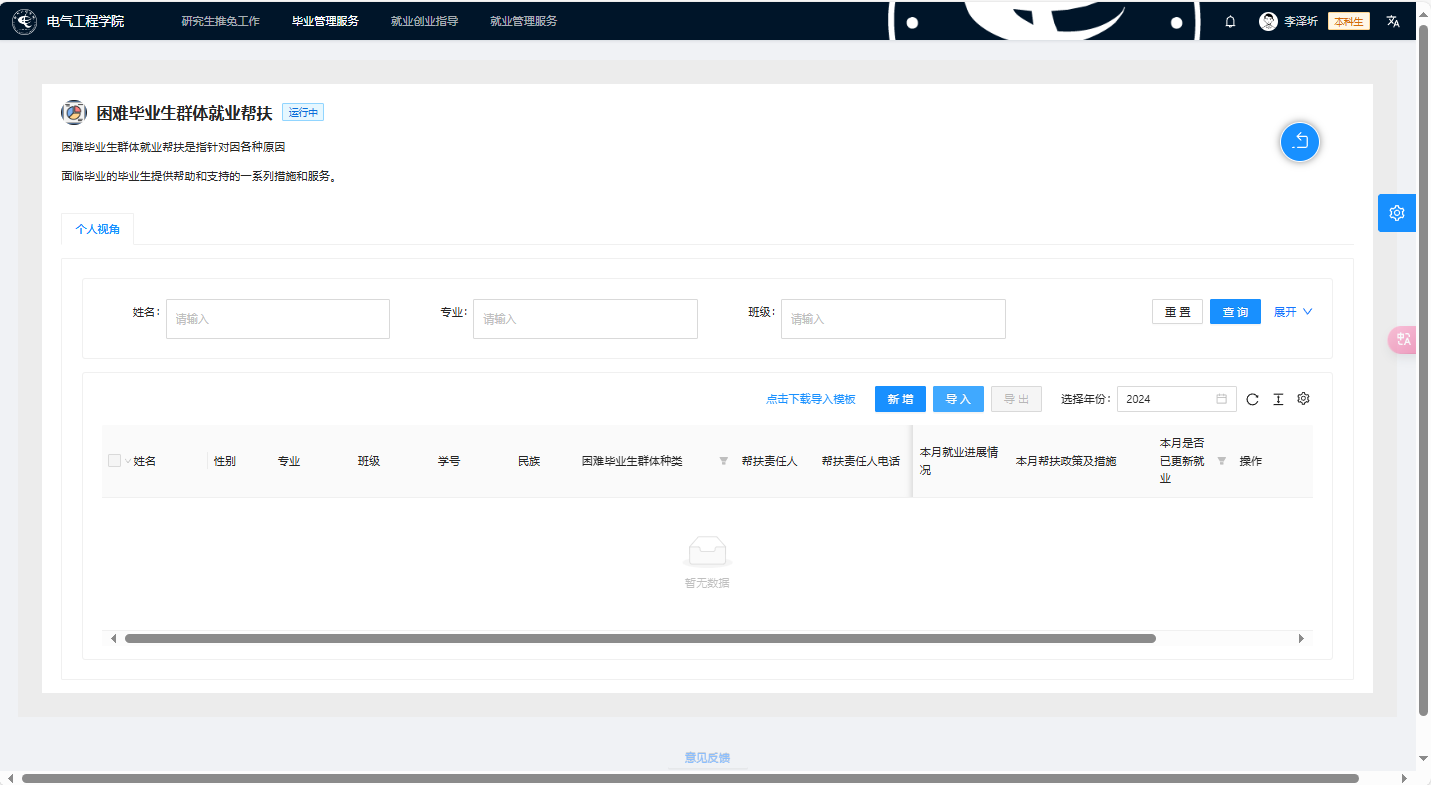 电气工程学院
研究生推免工作
毕业管理服务
就业创业指导
就业管理服务
李泽圻
本科生
困难毕业生群体就业帮扶
运行中
困难毕业生群体就业帮扶是指针对因各种原因
面临毕业的毕业生提供帮助和支持的一系列措施和服务。
个人视角
姓名:
请输入
专业:
请输入
班级:
请输入
重 置
查 询
展开
点击下载导入模板
新 增
导 入
导 出
选择年份:
2024
姓名
性别
专业
班级
学号
民族
困难毕业生群体种类
帮扶责任人
帮扶责任人电话
本月就业进展情
况
本月帮扶政策及措施
本月是否
已更新就
业
操作
暂无数据
意见反馈